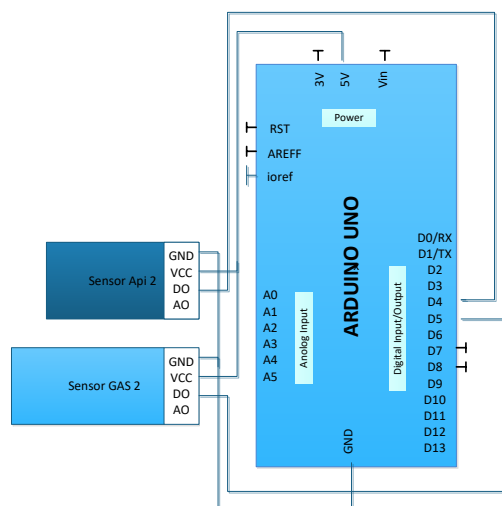 3V
5V
Vin
Power
RST
AREFF
ioref
ARDUINO UNO
D0/RX
D1/TX
D2
D3
D4
D5
D6
D7
D8
D9
D10
D11
D12
D13
Digital Input/Output
A0
A1
A2
A3
A4
A5
Anolog Input
GND
Sensor Api 2
GND
VCC
DO
AO
Sensor GAS 2
GND
VCC
DO
AO